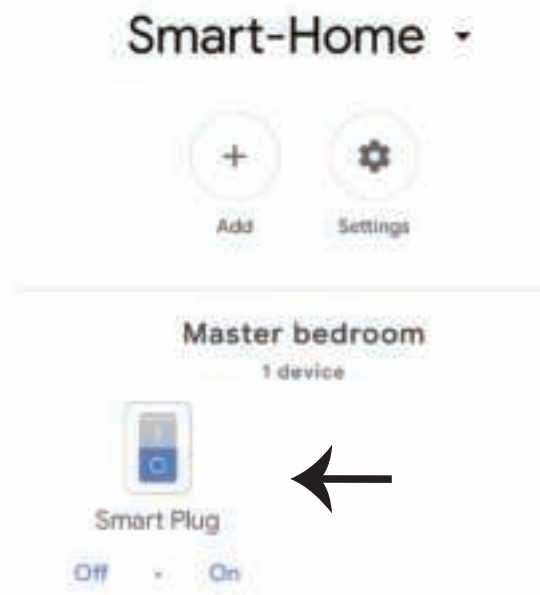 Smart-Home
Add Settings
Master bedroom
1 device
Smart Plug
Off • On